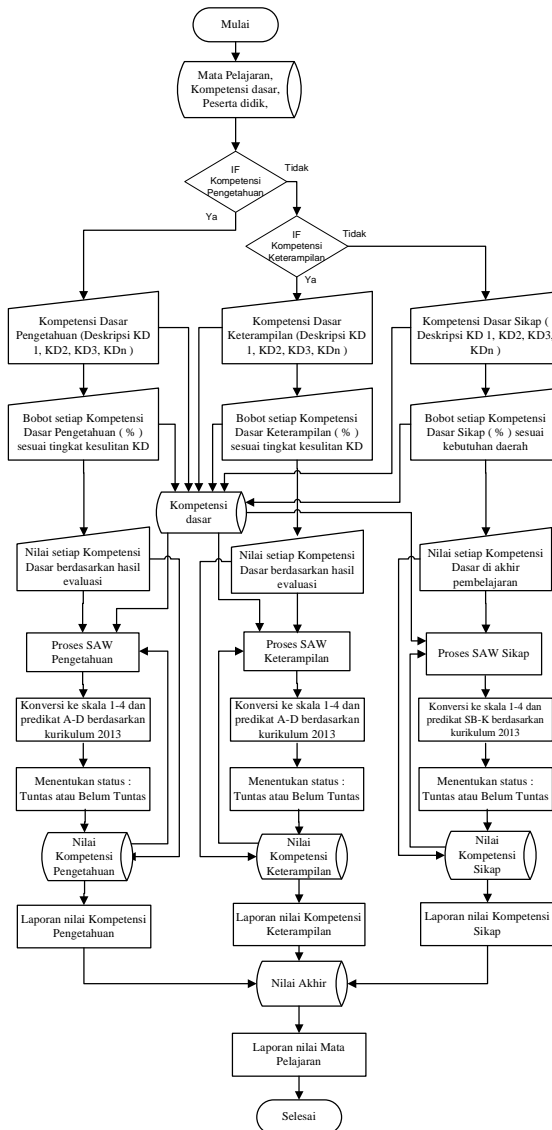 Mulai
Mata Pelajaran,
Kompetensi dasar,
Peserta didik,
IF
Kompetensi
Pengetahuan
Tidak
Ya
IF
Kompetensi
Keterampilan
Tidak
Ya
Kompetensi Dasar
Pengetahuan (Deskripsi KD
1, KD2, KD3, KDn )
Kompetensi Dasar
Keterampilan (Deskripsi KD
1, KD2, KD3, KDn )
Kompetensi Dasar Sikap (
Deskripsi KD 1, KD2, KD3,
KDn )
Bobot setiap Kompetensi
Dasar Pengetahuan ( % )
sesuai tingkat kesulitan KD
Bobot setiap Kompetensi
Dasar Keterampilan ( % )
sesuai tingkat kesulitan KD
Bobot setiap Kompetensi
Dasar Sikap ( % ) sesuai
kebutuhan daerah
Kompetensi
dasar
Nilai setiap Kompetensi
Dasar berdasarkan hasil
evaluasi
Nilai setiap Kompetensi
Dasar berdasarkan hasil
evaluasi
Nilai setiap Kompetensi
Dasar di akhir
pembelajaran
Proses SAW
Pengetahuan
Proses SAW
Keterampilan
Proses SAW Sikap
Konversi ke skala 1-4 dan
predikat A-D berdasarkan
kurikulum 2013
Konversi ke skala 1-4 dan
predikat A-D berdasarkan
kurikulum 2013
Konversi ke skala 1-4 dan
predikat SB-K berdasarkan
kurikulum 2013
Menentukan status :
Tuntas atau Belum Tuntas
Menentukan status :
Tuntas atau Belum Tuntas
Menentukan status :
Tuntas atau Belum Tuntas
Nilai
Kompetensi
Pengetahuan
Nilai
Kompetensi
Keterampilan
Nilai
Kompetensi
Sikap
Laporan nilai Kompetensi
Pengetahuan
Laporan nilai Kompetensi
Keterampilan
Laporan nilai Kompetensi
Sikap
Nilai Akhir
Laporan nilai Mata
Pelajaran
Selesai